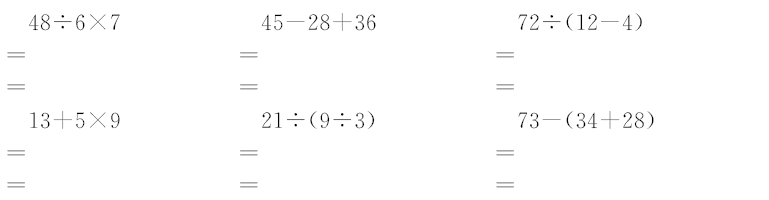 48÷6×7 45－28＋36 72÷(12－4)
＝ ＝ ＝
＝ ＝ ＝
13＋5×9 21÷(9÷3) 73－(34＋28)
＝ ＝ ＝
＝ ＝ ＝